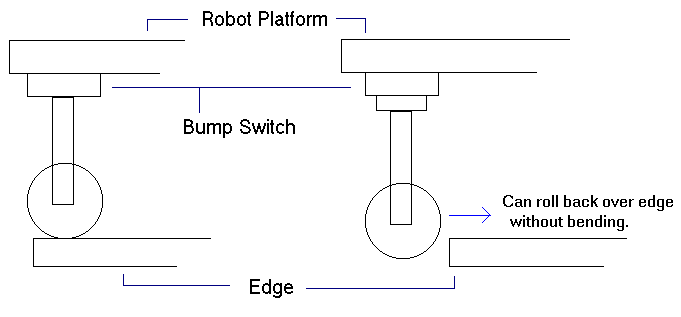 Robot Platform
Bump Switch
Can roll back over edge
without bending.
Edge